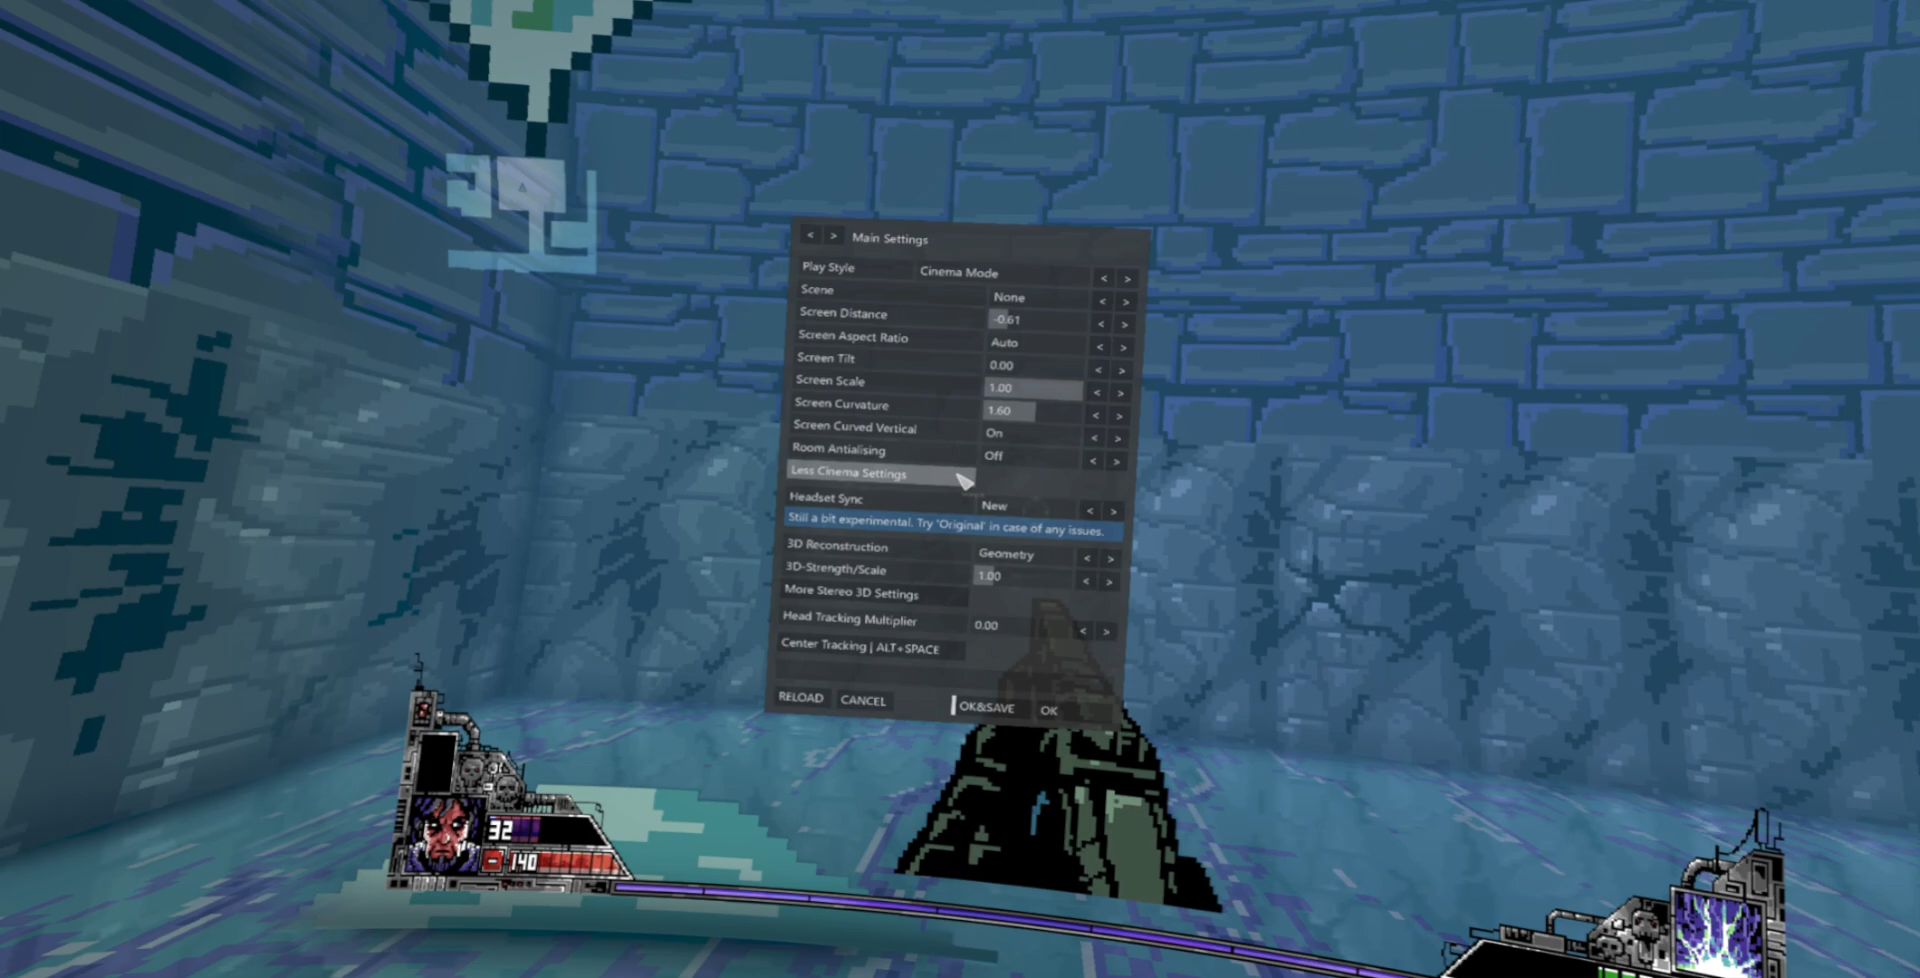 < > Main Settings
Play Style Cinema Mode < >
Scene None < >
Screen Distance -0.61 < >
Screen Aspect Ratio Auto < >
Screen Tilt 0.00 < >
Screen Scale 1.00 < >
Screen Curvature 1.60 < >
Screen Curved Vertical On < >
Room Antialising Off < >
Less Cinema Settings
Headset Sync New < >
Still a bit experimental. Try 'Original' in case of any issues.
3D Reconstruction Geometry < >
3D-Strength/Scale 1.00 < >
More Stereo 3D Settings
Head Tracking Multiplier 0.00 < >
Center Tracking | ALT+SPACE
RELOAD CANCEL OK&SAVE OK
32
140